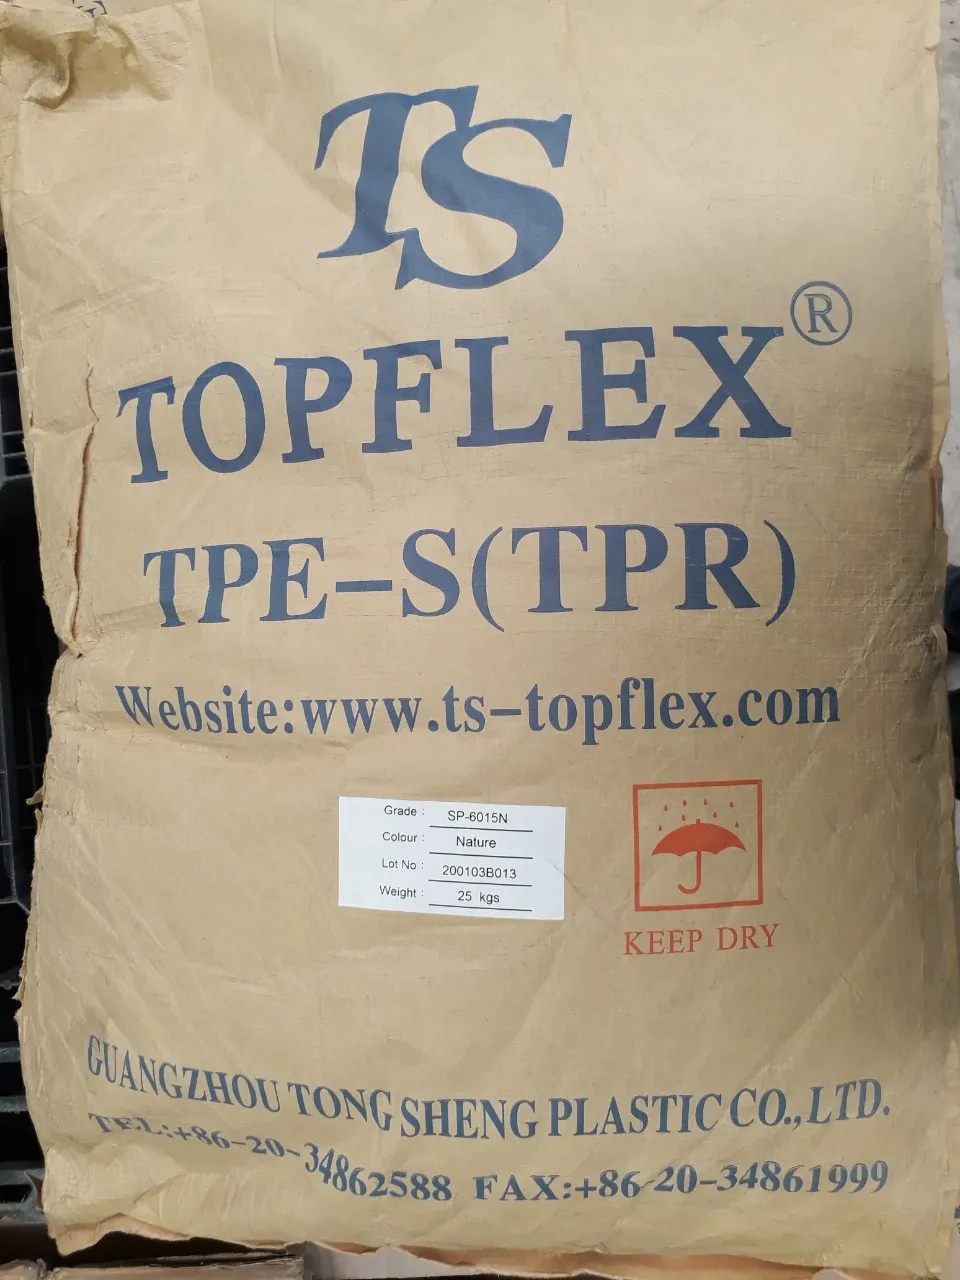 TS
TOPFLEX®
TPE-S(TPR)
Website:www.ts-topflex.com
Grade : SP-6015N
Colour : Nature
Lot No : 200103B013
Weight : 25 kgs
KEEP DRY
GUANGZHOU TONG SHENG PLASTIC CO.,LTD.
TEL:+86-20-34862588 FAX:+86-20-34861999